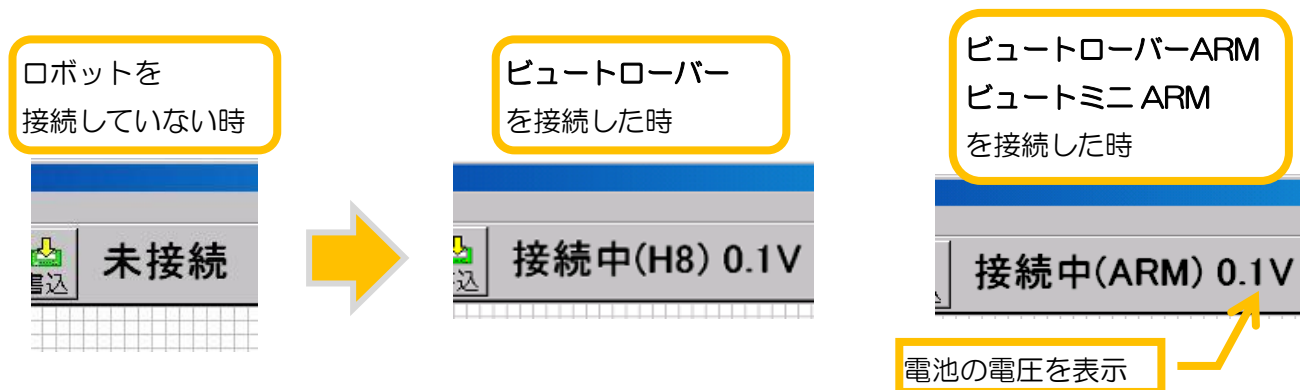 ロボットを
接続していない時
書込
未接続
ビュートローバー
を接続した時
込
接続中(H8) 0.1V
ビュートローバーARM
ビュートミニ ARM
を接続した時
接続中(ARM) 0.1V
電池の電圧を表示